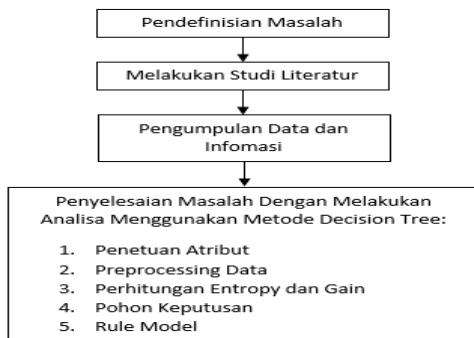 Pendefinisian Masalah
Melakukan Studi Literatur
Pengumpulan Data dan
Infomasi
Penyelesaian Masalah Dengan Melakukan
Analisa Menggunakan Metode Decision Tree:
1. Penetuan Atribut
2. Preprocessing Data
3. Perhitungan Entropy dan Gain
4. Pohon Keputusan
5. Rule Model